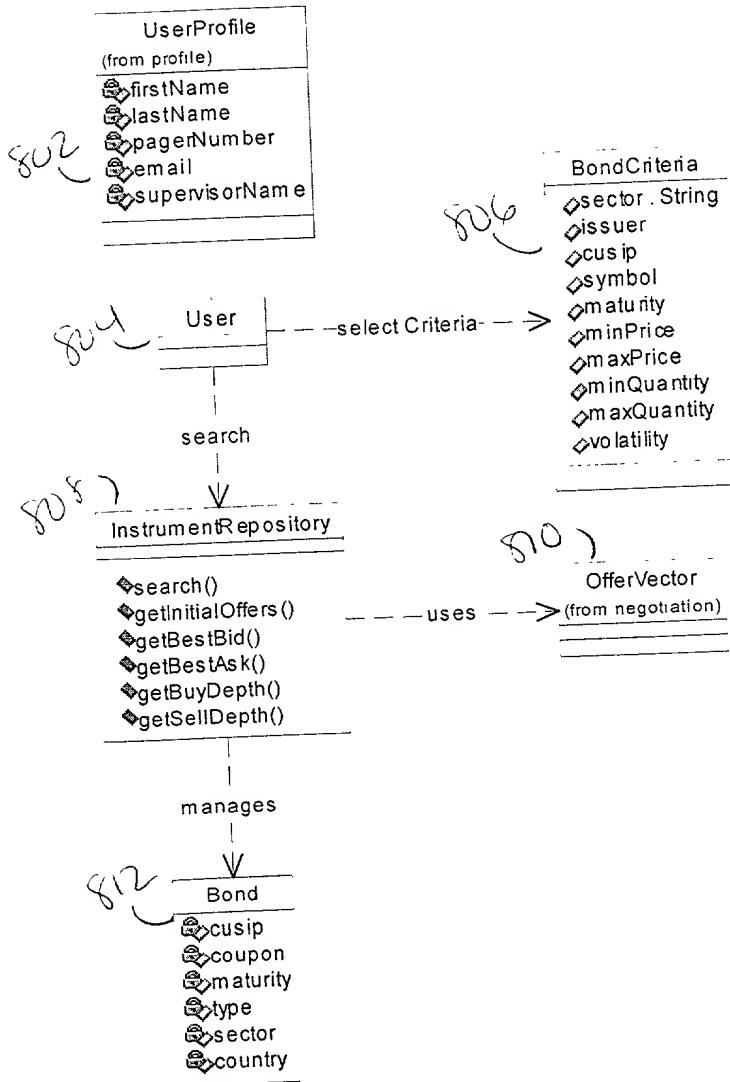 UserProfile
(from profile)
firstName
lastName
pagerNumber
email
supervisorName
802
BondCriteria
sector . String
issuer
cusip
symbol
maturity
minPrice
maxPrice
minQuantity
maxQuantity
volatility
806
User
804
select Criteria
search
808
InstrumentRepository
search()
getInitialOffers()
getBestBid()
getBestAsk()
getBuyDepth()
getSellDepth()
uses
810
OfferVector
(from negotiation)
manages
812
Bond
cusip
coupon
maturity
type
sector
country